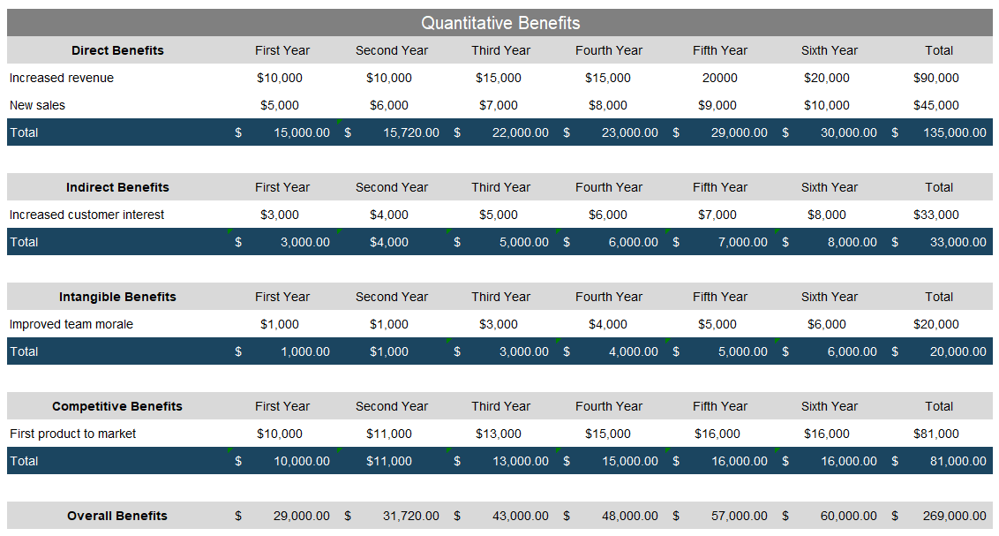 Quantitative Benefits
Direct Benefits First Year Second Year Third Year Fourth Year Fifth Year Sixth Year Total
Increased revenue $10,000 $10,000 $15,000 $15,000 20000 $20,000 $90,000
New sales $5,000 $6,000 $7,000 $8,000 $9,000 $10,000 $45,000
Total $ 15,000.00 $ 15,720.00 $ 22,000.00 $ 23,000.00 $ 29,000.00 $ 30,000.00 $ 135,000.00
Indirect Benefits First Year Second Year Third Year Fourth Year Fifth Year Sixth Year Total
Increased customer interest $3,000 $4,000 $5,000 $6,000 $7,000 $8,000 $33,000
Total $ 3,000.00 $4,000 $ 5,000.00 $ 6,000.00 $ 7,000.00 $ 8,000.00 $ 33,000.00
Intangible Benefits First Year Second Year Third Year Fourth Year Fifth Year Sixth Year Total
Improved team morale $1,000 $1,000 $3,000 $4,000 $5,000 $6,000 $20,000
Total $ 1,000.00 $1,000 $ 3,000.00 $ 4,000.00 $ 5,000.00 $ 6,000.00 $ 20,000.00
Competitive Benefits First Year Second Year Third Year Fourth Year Fifth Year Sixth Year Total
First product to market $10,000 $11,000 $13,000 $15,000 $16,000 $16,000 $81,000
Total $ 10,000.00 $11,000 $ 13,000.00 $ 15,000.00 $ 16,000.00 $ 16,000.00 $ 81,000.00
Overall Benefits $ 29,000.00 $ 31,720.00 $ 43,000.00 $ 48,000.00 $ 57,000.00 $ 60,000.00 $ 269,000.00